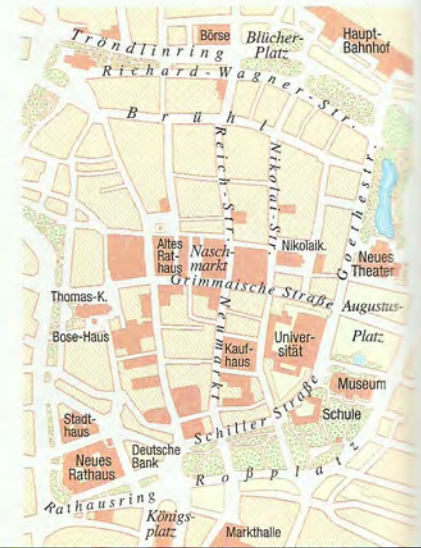 Börse
Blücher-
Platz
Haupt-
Bahnhof
Tröndlinring
Richard-Wagner-Str.
Brühl
Reich-Str.
Nikolai-Str.
Goethestr.
Altes
Rat-
haus
Nasch-
markt
Nikolaik.
Neues
Theater
Grimmaische Straße
Augustus-
Platz
Thomas-K.
Bose-Haus
Neumarkt
Kauf-
haus
Univer-
sität
Museum
Schule
Schiller Straße
Stadt-
haus
Neues
Rathaus
Deutsche
Bank
Roßplatz
Rathausring
Königs-
platz
Markthalle